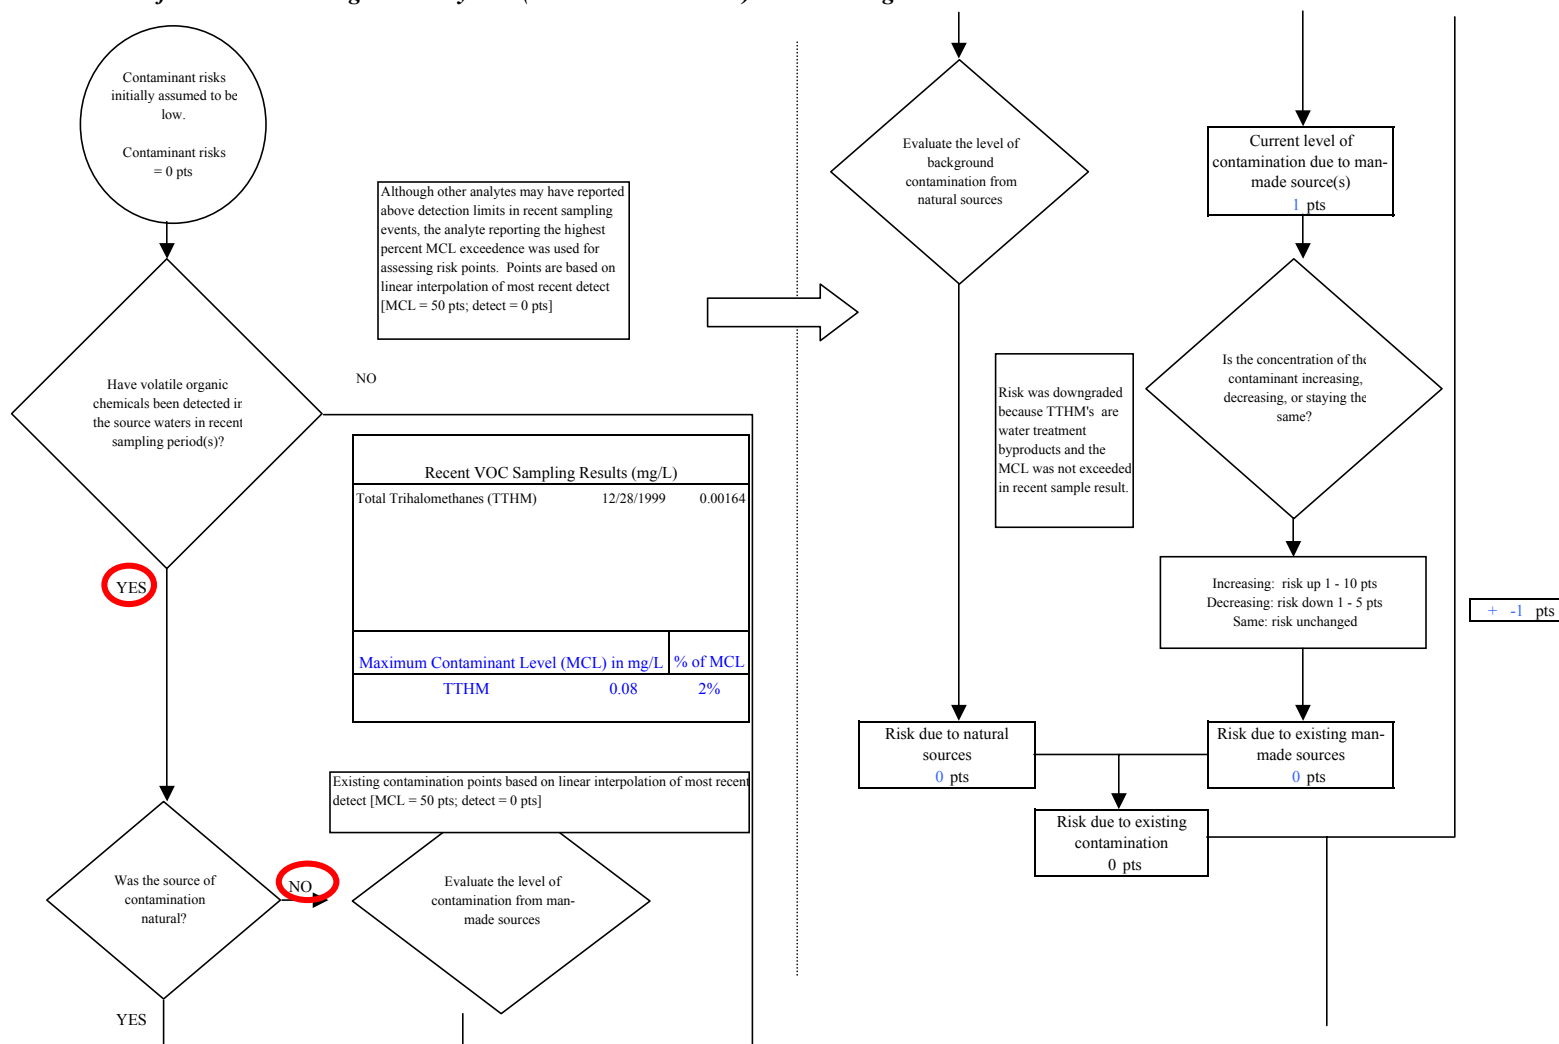 Contaminant risks
initially assumed to be
low.
Contaminant risks
= 0 pts
Although other analytes may have reported
above detection limits in recent sampling
events, the analyte reporting the highest
percent MCL exceedence was used for
assessing risk points. Points are based on
linear interpolation of most recent detect
[MCL = 50 pts; detect = 0 pts]
Have volatile organic
chemicals been detected in
the source waters in recent
sampling period(s)?
NO
Recent VOC Sampling Results (mg/L)
Total Trihalomethanes (TTHM) 12/28/1999 0.00164
YES
Maximum Contaminant Level (MCL) in mg/L % of MCL
TTHM 0.08 2%
Existing contamination points based on linear interpolation of most recent
detect [MCL = 50 pts; detect = 0 pts]
Was the source of
contamination
natural?
NO
Evaluate the level of
contamination from man-
made sources
YES
Evaluate the level of
background
contamination from
natural sources
Current level of
contamination due to man-
made source(s)
1 pts
Risk was downgraded
because TTHM's are
water treatment
byproducts and the
MCL was not exceeded
in recent sample result.
Is the concentration of the
contaminant increasing,
decreasing, or staying the
same?
Increasing: risk up 1 - 10 pts
Decreasing: risk down 1 - 5 pts
Same: risk unchanged
+ -1 pts
Risk due to natural
sources
0 pts
Risk due to existing man-
made sources
0 pts
Risk due to existing
contamination
0 pts